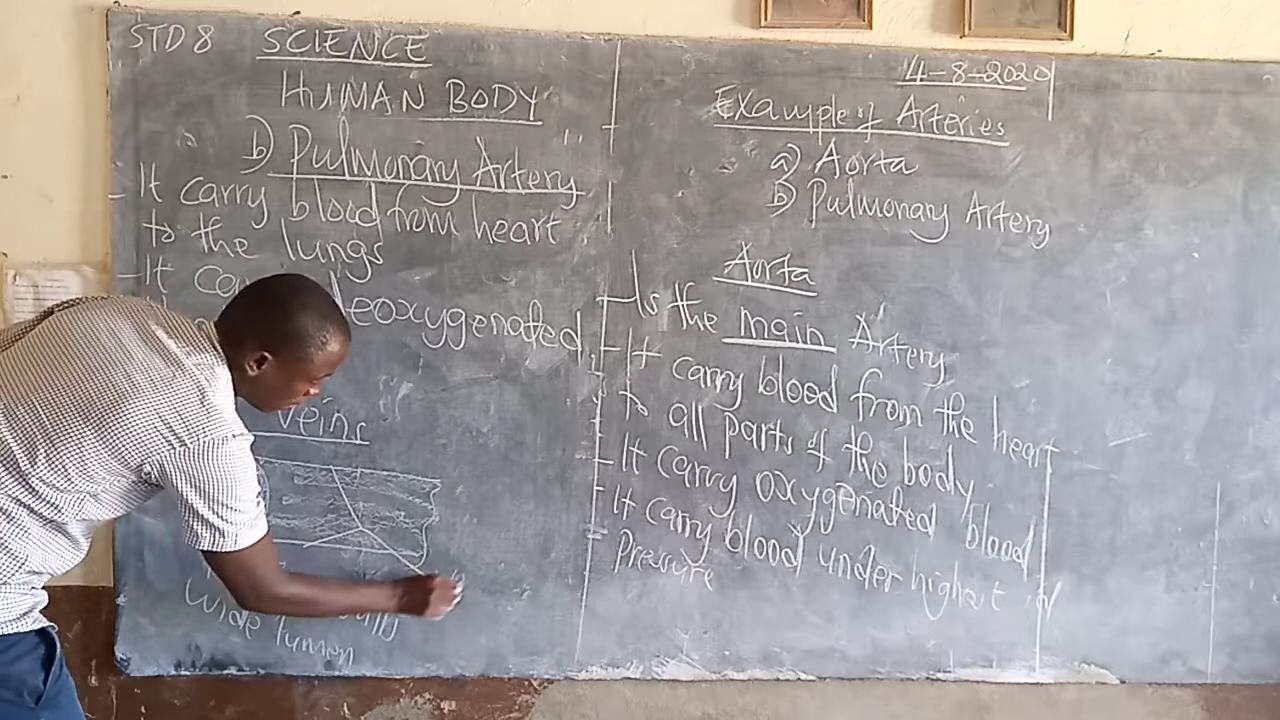 STD 8 SCIENCE
HUMAN BODY
b) Pulmonary Artery
- It carry blood from heart
to the lungs
- It deoxygenated
Veins
Wide lumen
4-8-2020
Example of Arteries
a) Aorta
b) Pulmonary Artery
Aorta
- Is the main Artery
- It carry blood from the heart
to all parts of the body
- It carry oxygenated blood
- It carry blood under highest
Pressure